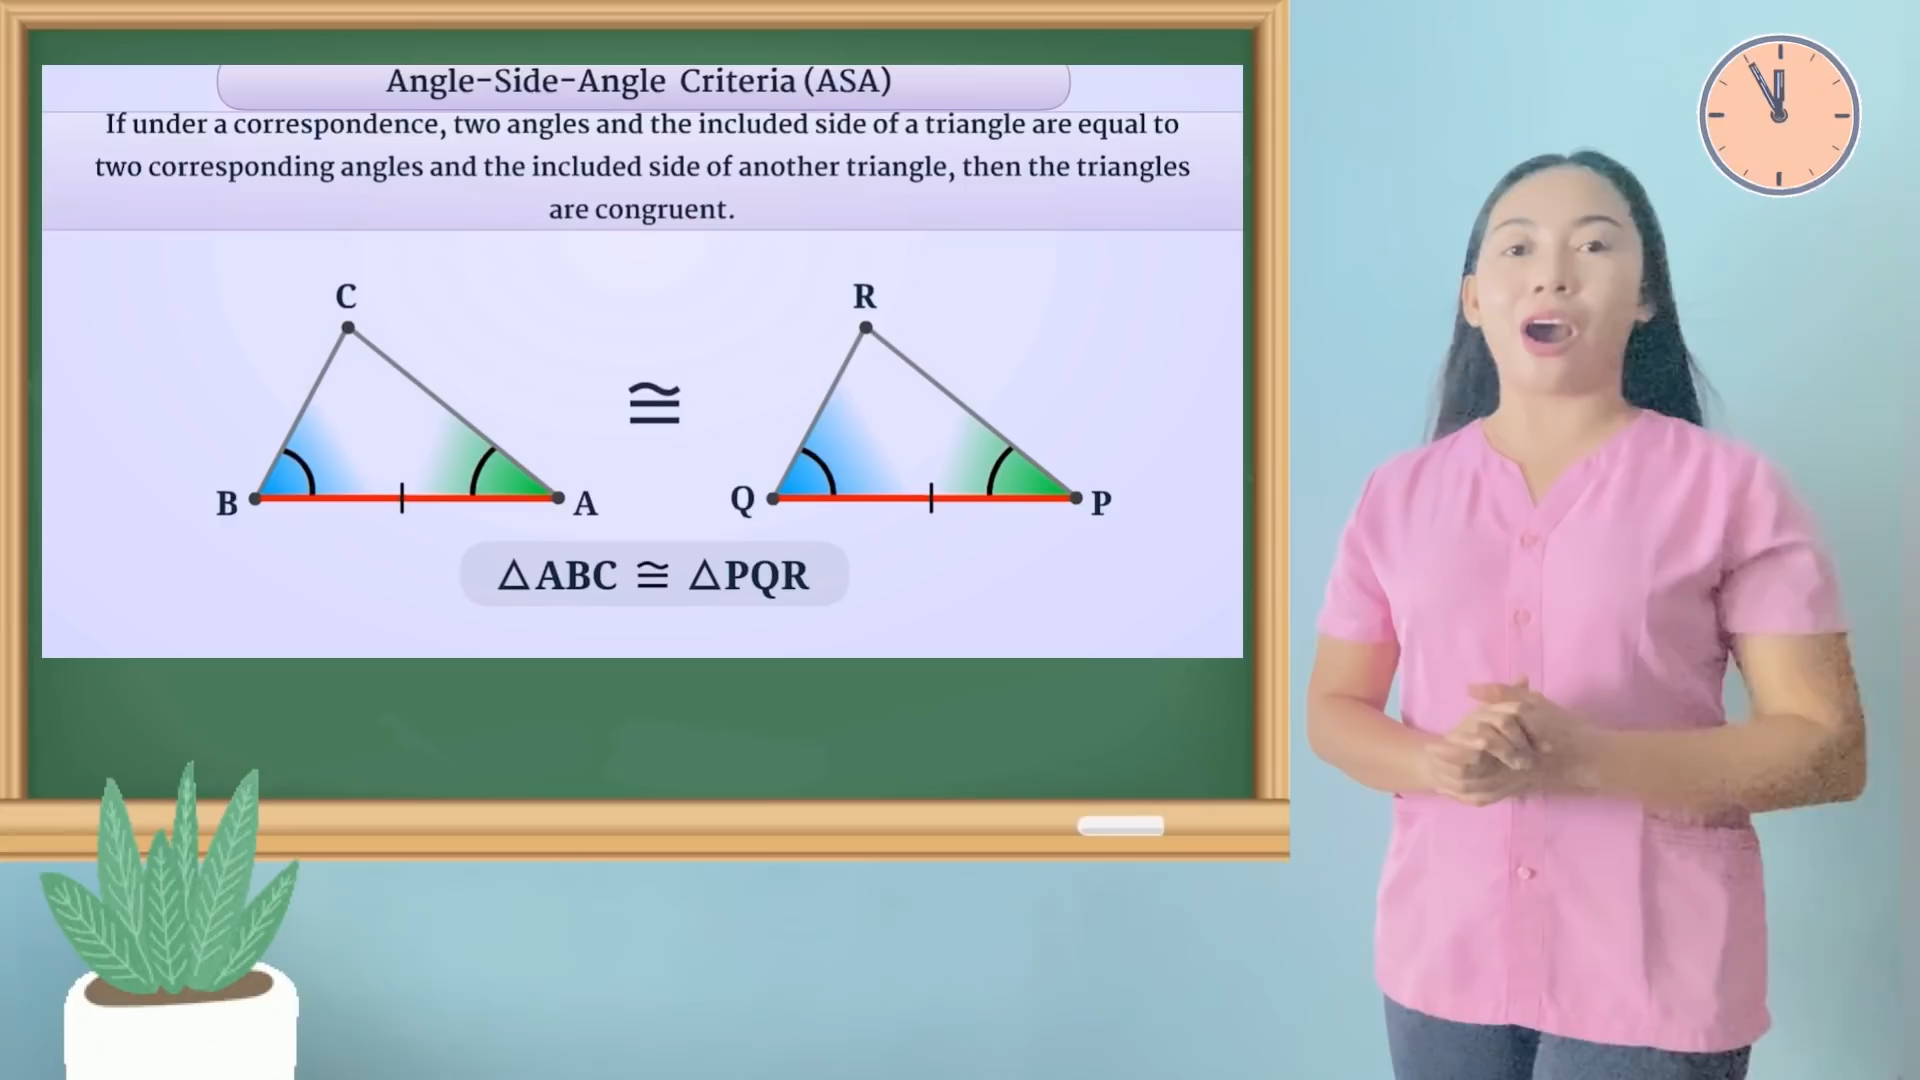 Angle-Side-Angle Criteria (ASA)
If under a correspondence, two angles and the included side of a triangle are equal to
two corresponding angles and the included side of another triangle, then the triangles
are congruent.
C R
≅
B A Q P
△ABC ≅ △PQR